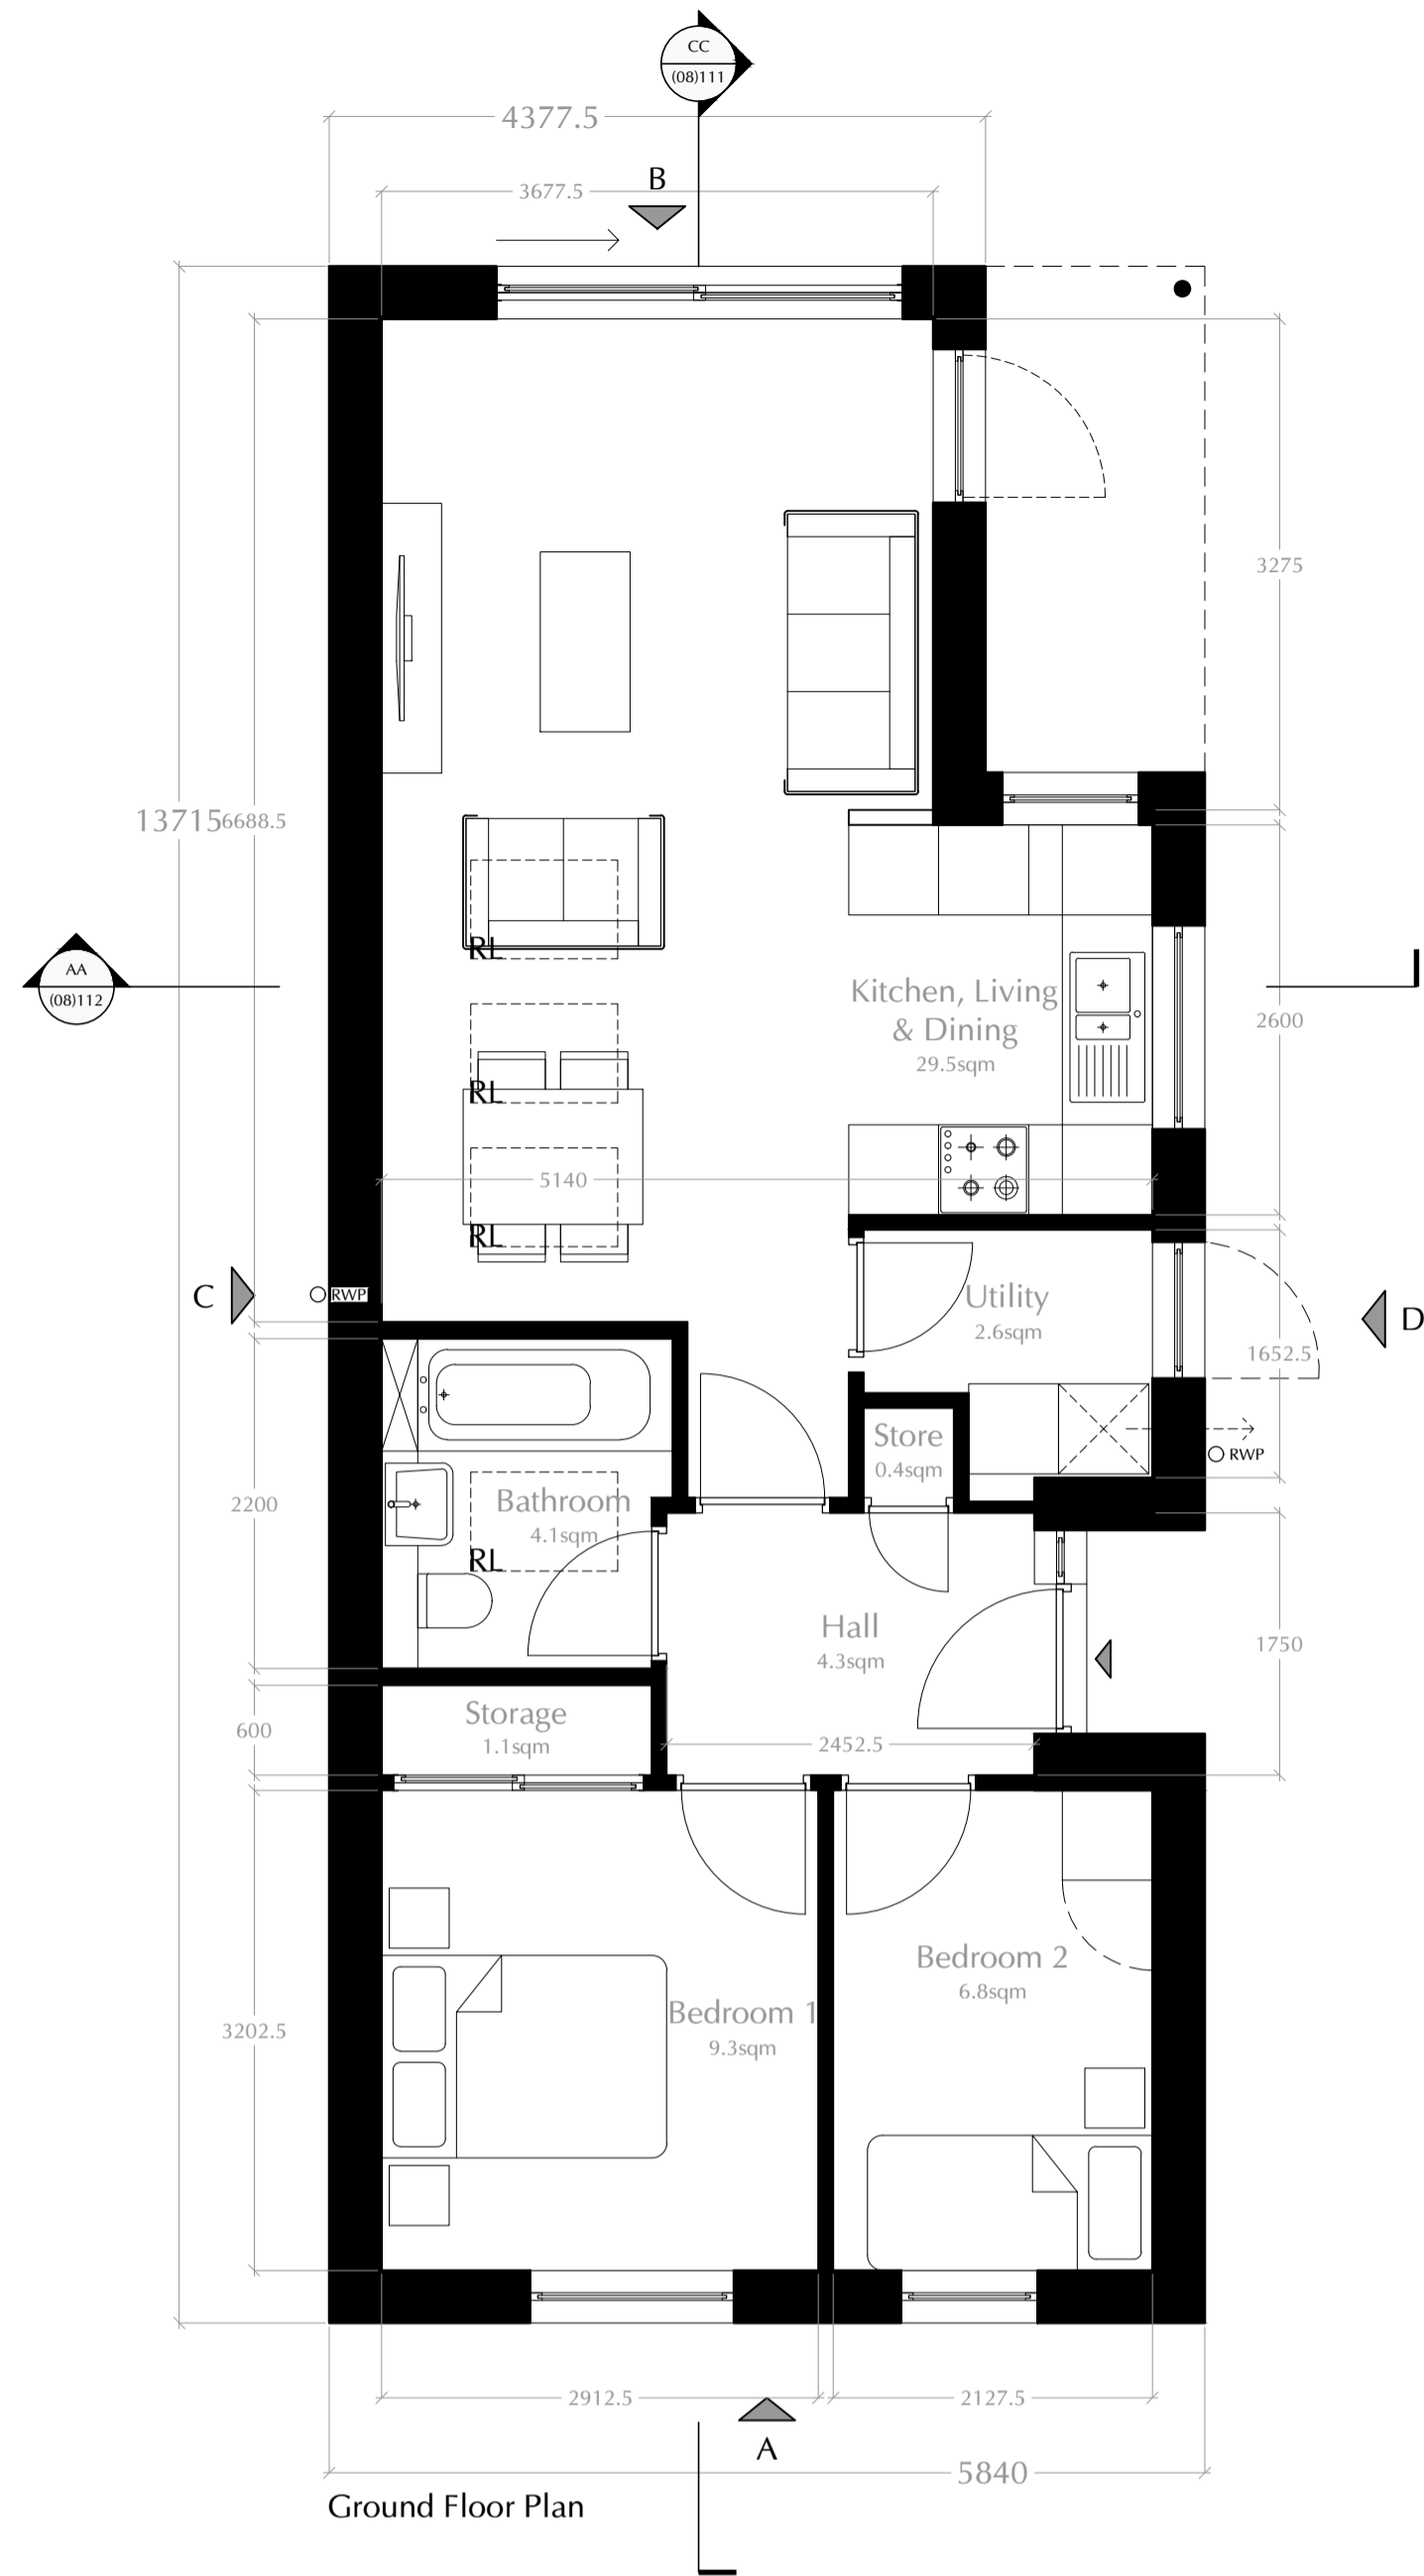 CC
(08)111
4377.5
B
3677.5
3275
13715
6688.5
RL
AA
(08)112
Kitchen, Living
& Dining
29.5sqm
2600
RL
5140
RL
C
RWP
Utility
2.6sqm
D
1652.5
Store
0.4sqm
RWP
2200
Bathroom
4.1sqm
RL
Hall
4.3sqm
1750
Storage
1.1sqm
600
2452.5
Bedroom 2
6.8sqm
Bedroom 1
9.3sqm
3202.5
2912.5
2127.5
A
5840
Ground Floor Plan